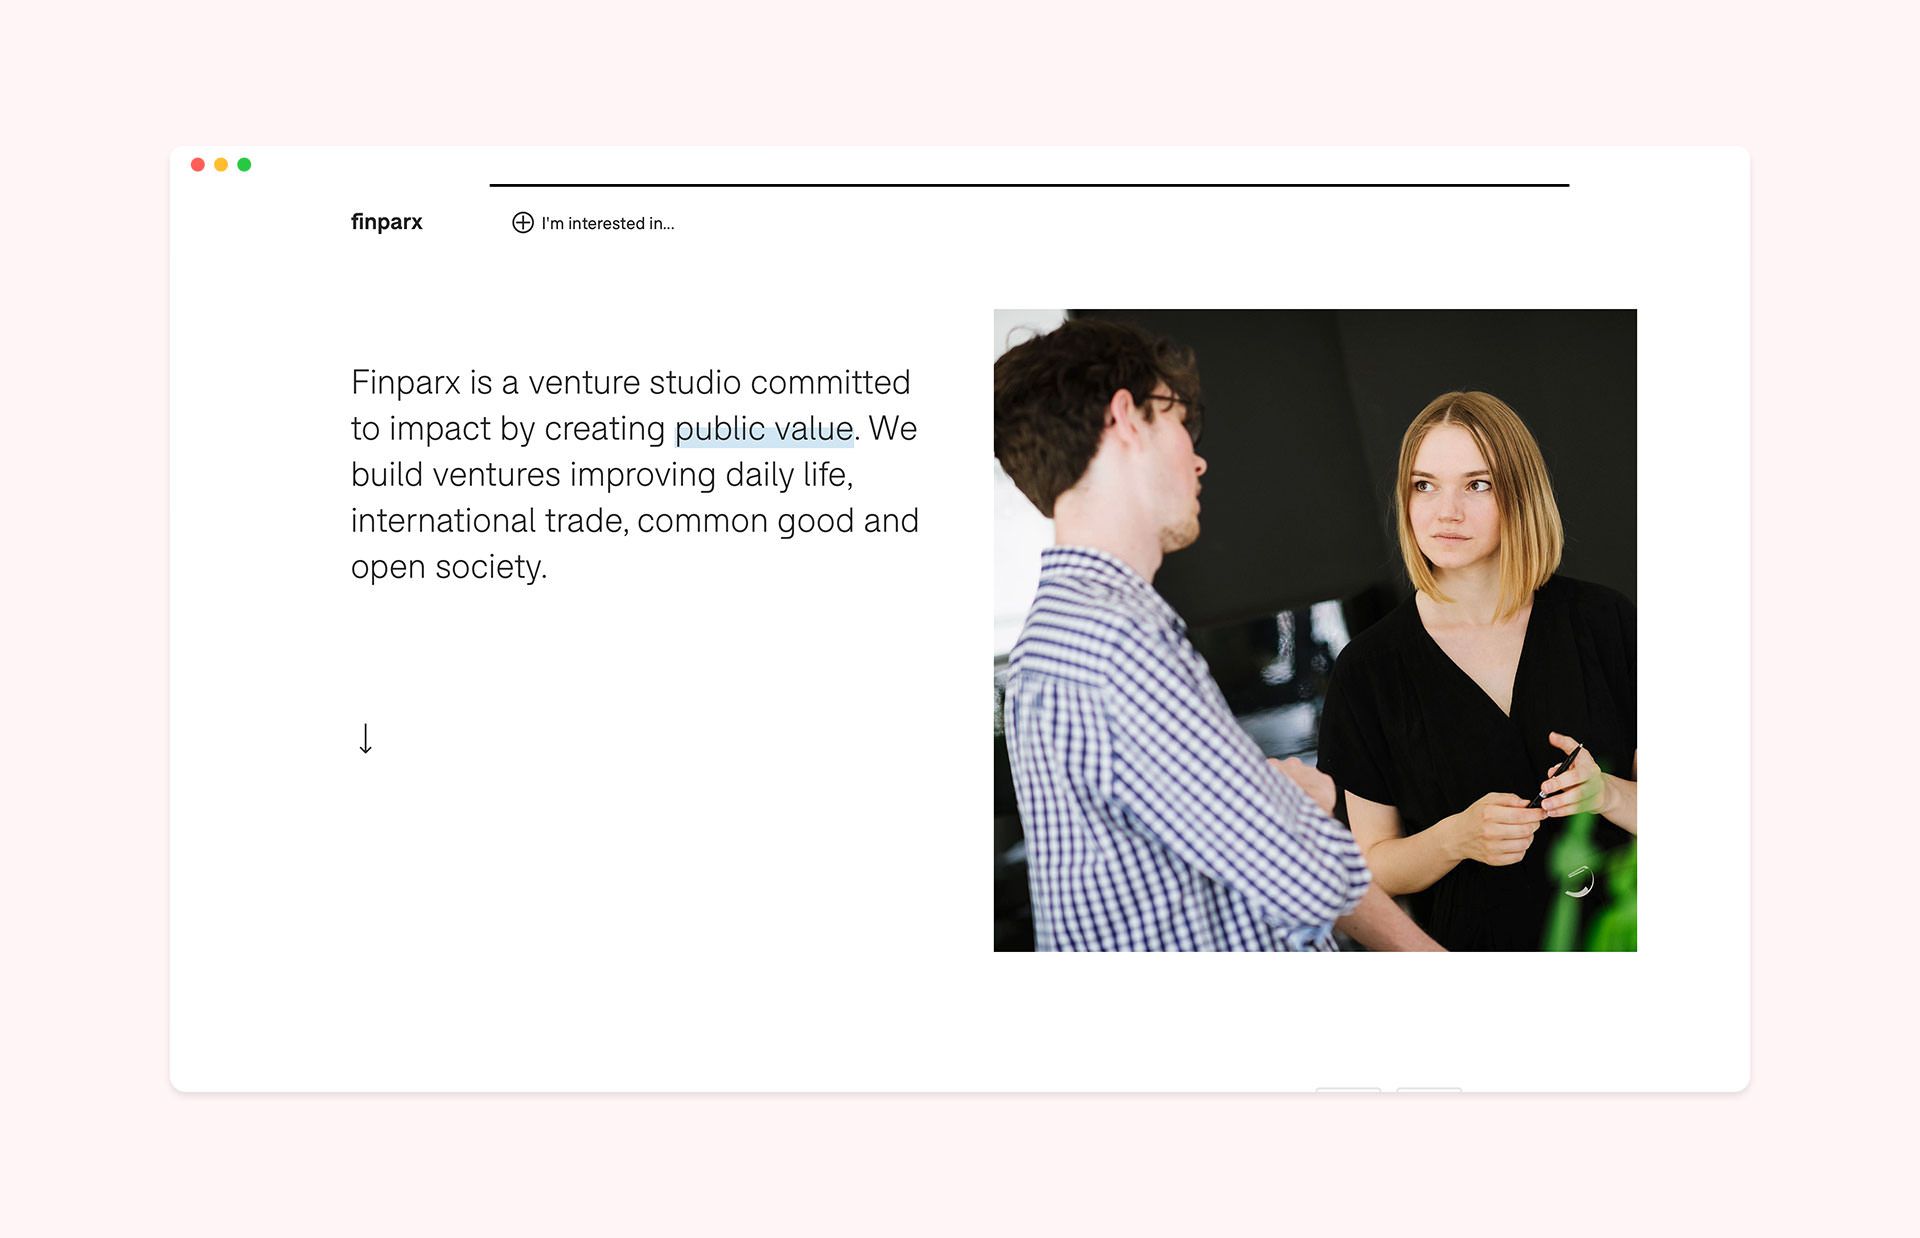 finparx
I'm interested in...
Finparx is a venture studio committed
to impact by creating public value. We
build ventures improving daily life,
international trade, common good and
open society.